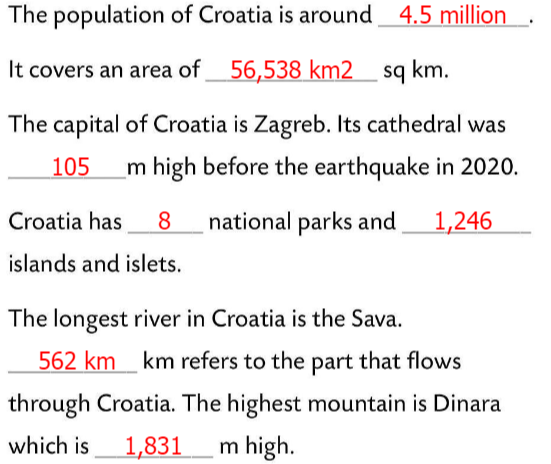 The population of Croatia is around 4.5 million.
It covers an area of 56,538 km2 sq km.
The capital of Croatia is Zagreb. Its cathedral was
105 m high before the earthquake in 2020.
Croatia has 8 national parks and 1,246
islands and islets.
The longest river in Croatia is the Sava.
562 km km refers to the part that flows
through Croatia. The highest mountain is Dinara
which is 1,831 m high.